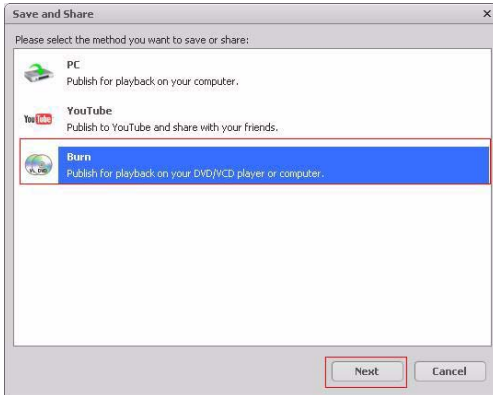 Save and Share
Please select the method you want to save or share:
PC
Publish for playback on your computer.
You Tube
YouTube
Publish to YouTube and share with your friends.
Burn
Publish for playback on your DVD/VCD player or computer.
Next
Cancel